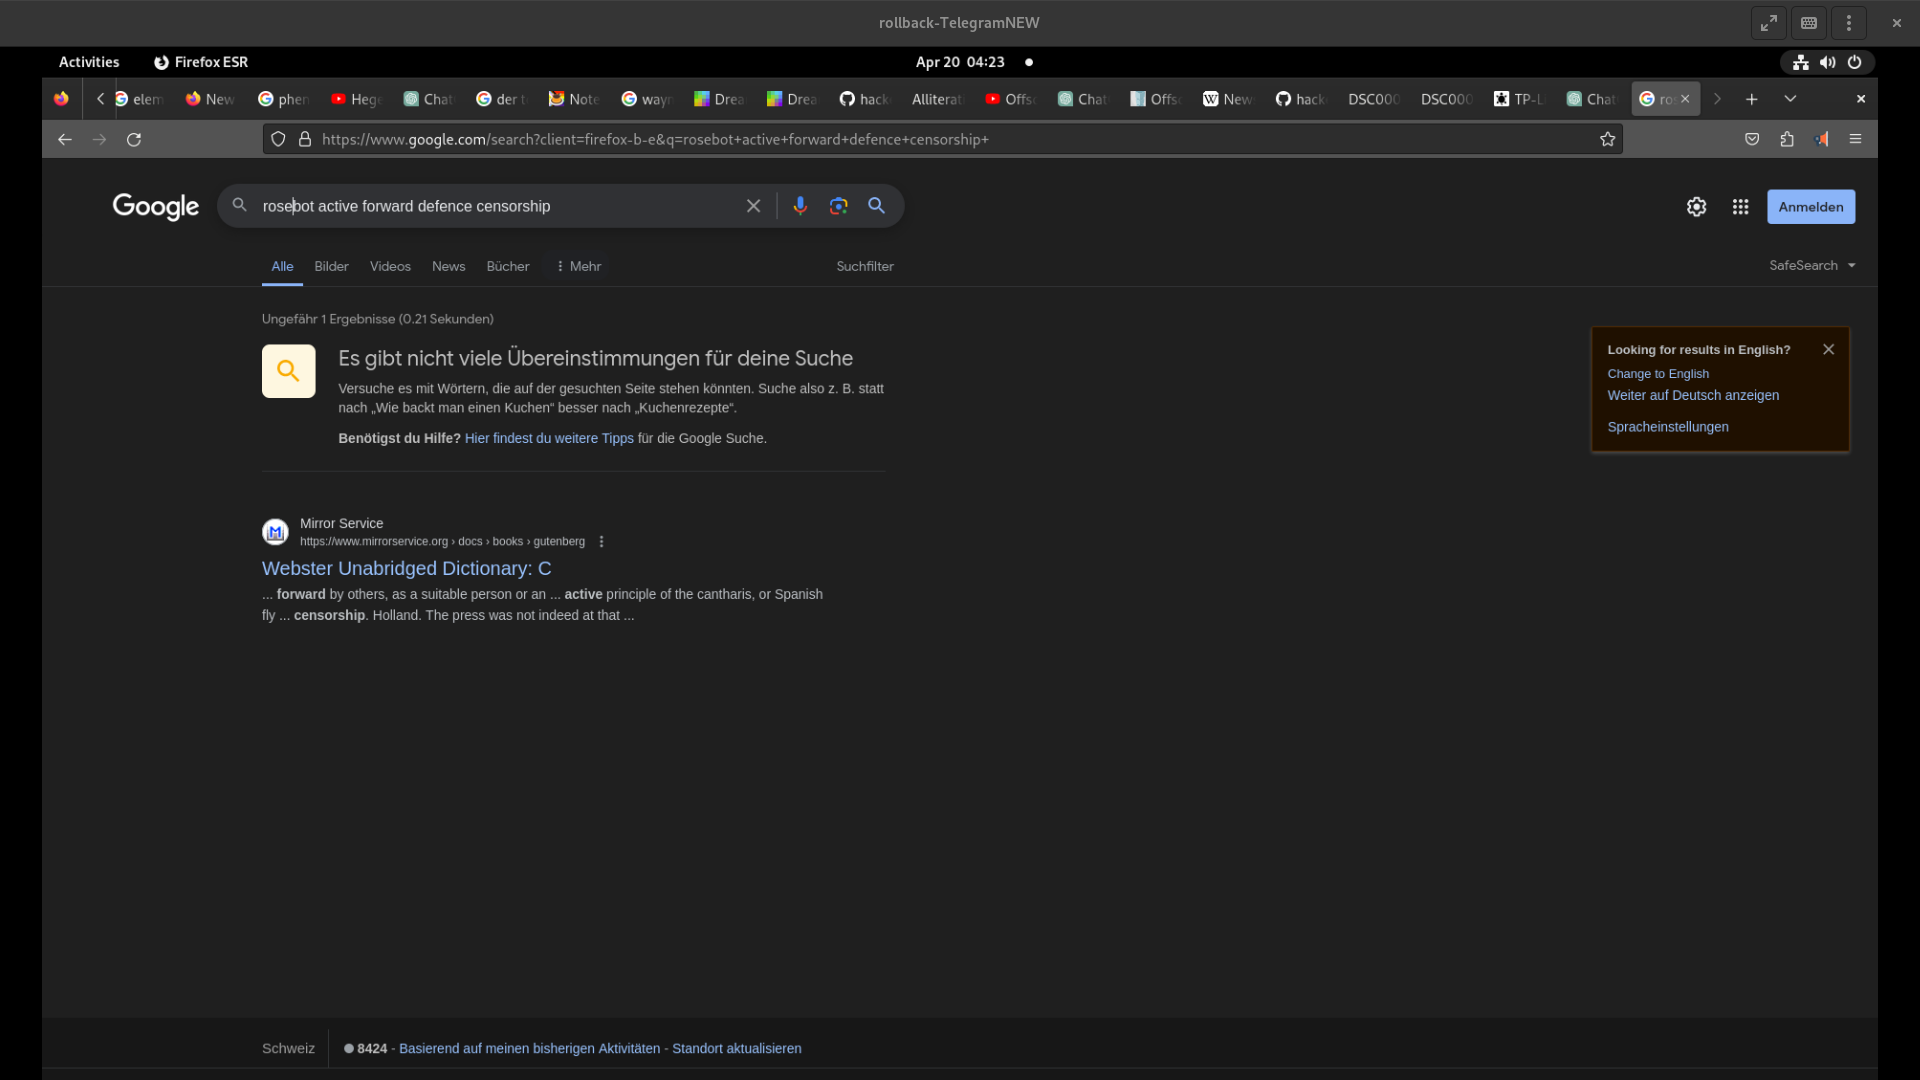 rollback-TelegramNEW
Activities
Firefox ESR
Apr 20 04:23
elem
New
phen
Hege
Chat
der t
Note
wayn
Drea
Drea
hack
Alliterat
Offs
Chat
Offs
New
hack
DSC000
DSC000
TP-L
Chat
ros
https://www.google.com/search?client=firefox-b-e&q=rosebot+active+forward+defence+censorship+
Google
rosebot active forward defence censorship
Anmelden
Alle
Bilder
Videos
News
Bücher
Mehr
Suchfilter
SafeSearch
Ungefähr 1 Ergebnisse (0.21 Sekunden)
Es gibt nicht viele Übereinstimmungen für deine Suche
Versuche es mit Wörtern, die auf der gesuchten Seite stehen könnten. Suche also z. B. statt
nach „Wie backt man einen Kuchen“ besser nach „Kuchenrezepte“.
Benötigst du Hilfe? Hier findest du weitere Tipps für die Google Suche.
Looking for results in English?
Change to English
Weiter auf Deutsch anzeigen
Spracheinstellungen
Mirror Service
https://www.mirrorservice.org › docs › books › gutenberg
Webster Unabridged Dictionary: C
... forward by others, as a suitable person or an ... active principle of the cantharis, or Spanish
fly ... censorship. Holland. The press was not indeed at that ...
Schweiz
8424 - Basierend auf meinen bisherigen Aktivitäten - Standort aktualisieren